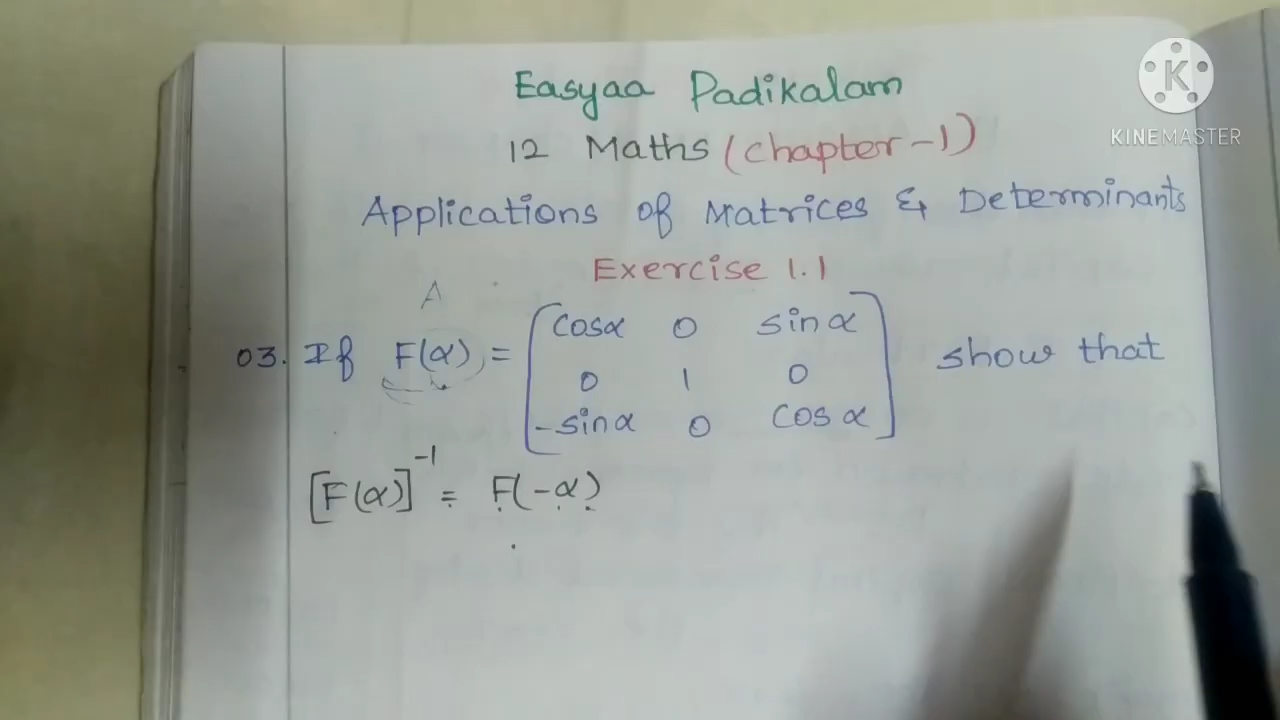 Easyaa Padikalam
K
KINEMASTER
12 Maths (chapter-1)
Applications of Matrices & Determinants
Exercise 1.1
A
03. If F(α) = [cosα 0 sinα
0 1 0
-sinα 0 cosα] show that
[F(α)]⁻¹ = F(-α)